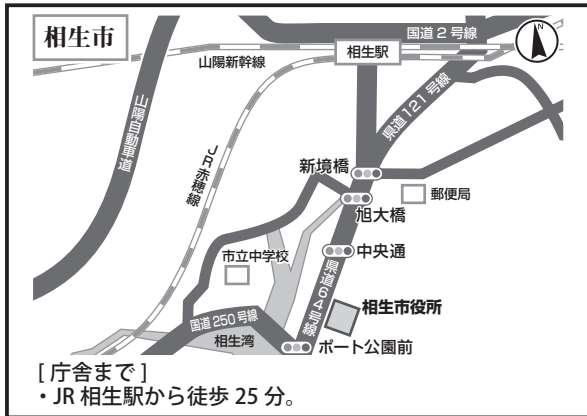 相生市
国道2号線
N
相生駅
山陽新幹線
県道121号線
山陽自動車道
JR赤穂線
新境橋
郵便局
旭大橋
市立中学校
中央通
県道64号線
相生市役所
国道250号線
相生湾
ポート公園前
[庁舎まで]
・JR 相生駅から徒歩 25 分。